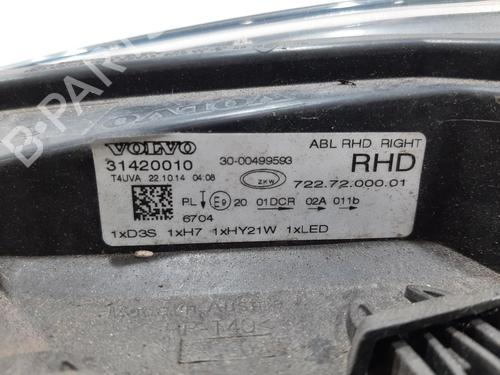 VOLVO
VOLVO
ABL RHD RIGHT
31420010
30-00499593
RHD
T4UVA 22.10.14 04:08
ZKW
722.72.000.01
PL
E9
20 01DCR 02A 011b
6704
1xD3S 1xH7 1xHY21W 1xLED